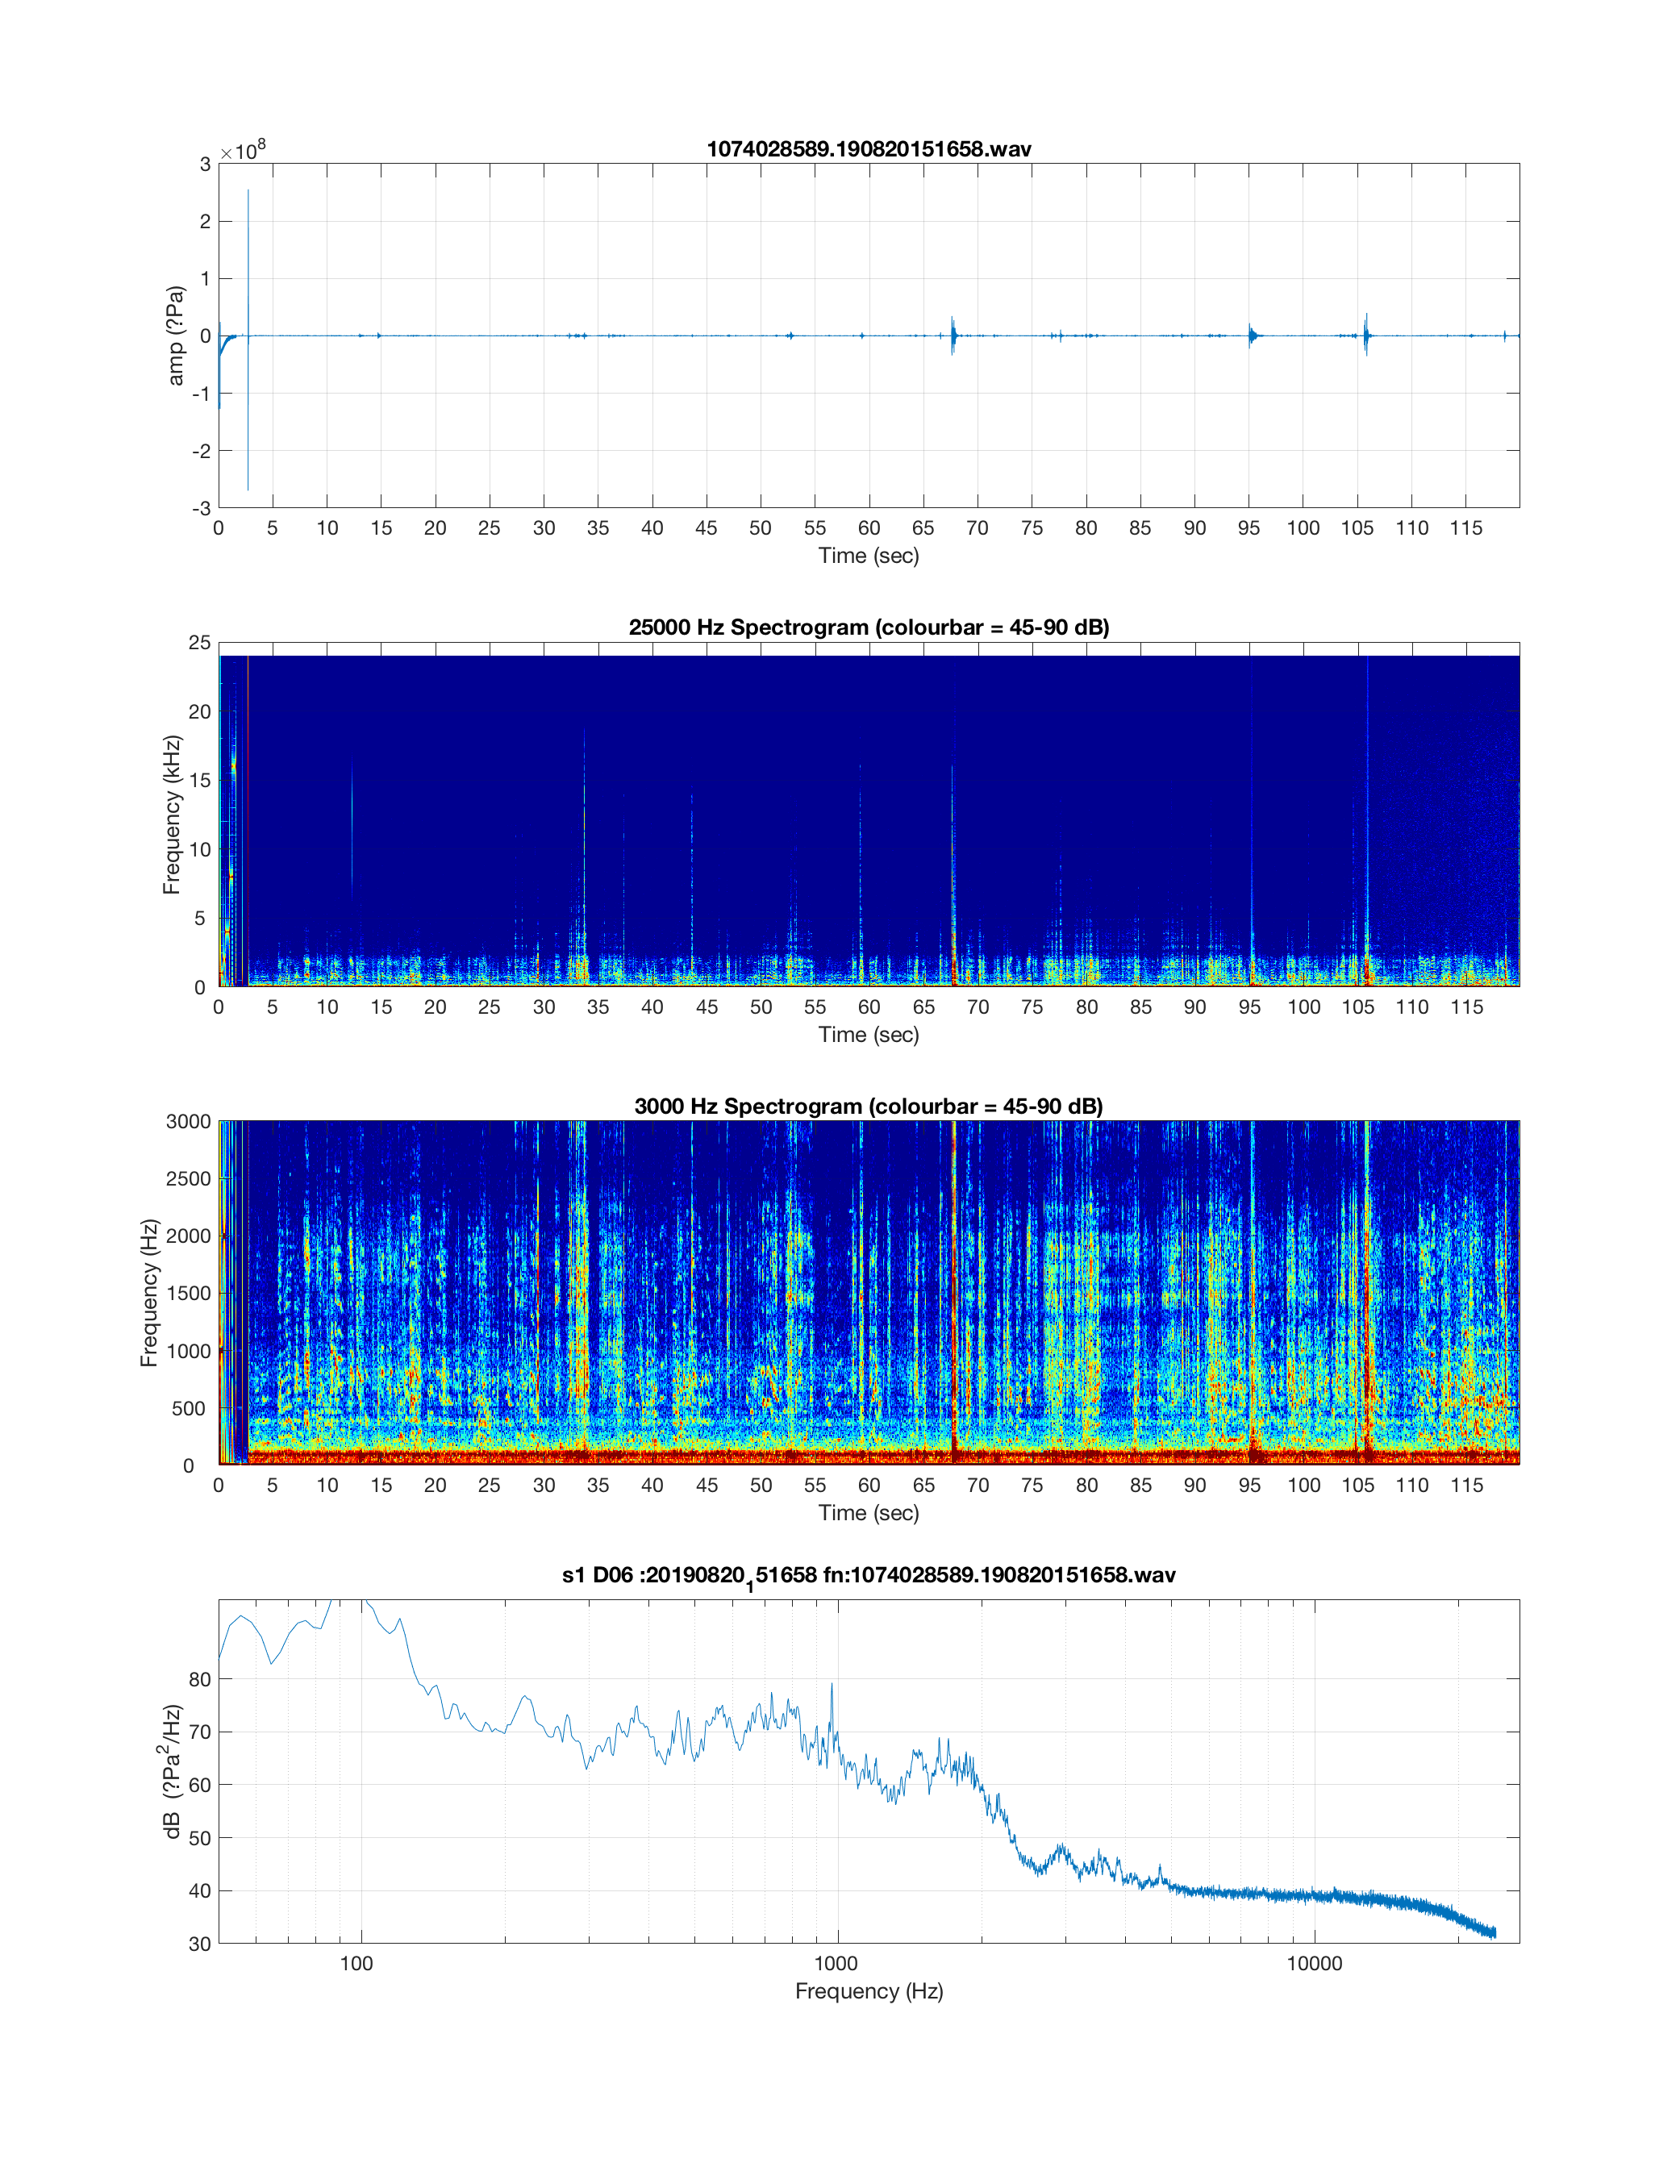 1074028589.190820151658.wav
×10⁸
3
2
1
0
-1
-2
-3
amp (?Pa)
0 5 10 15 20 25 30 35 40 45 50 55 60 65 70 75 80 85 90 95 100 105 110 115
Time (sec)
25000 Hz Spectrogram (colourbar = 45-90 dB)
25
20
15
10
5
0
Frequency (kHz)
0 5 10 15 20 25 30 35 40 45 50 55 60 65 70 75 80 85 90 95 100 105 110 115
Time (sec)
3000 Hz Spectrogram (colourbar = 45-90 dB)
3000
2500
2000
1500
1000
500
0
Frequency (Hz)
0 5 10 15 20 25 30 35 40 45 50 55 60 65 70 75 80 85 90 95 100 105 110 115
Time (sec)
s1 D06 :20190820₁51658 fn:1074028589.190820151658.wav
80
70
60
50
40
30
dB (?Pa²/Hz)
100 1000 10000
Frequency (Hz)